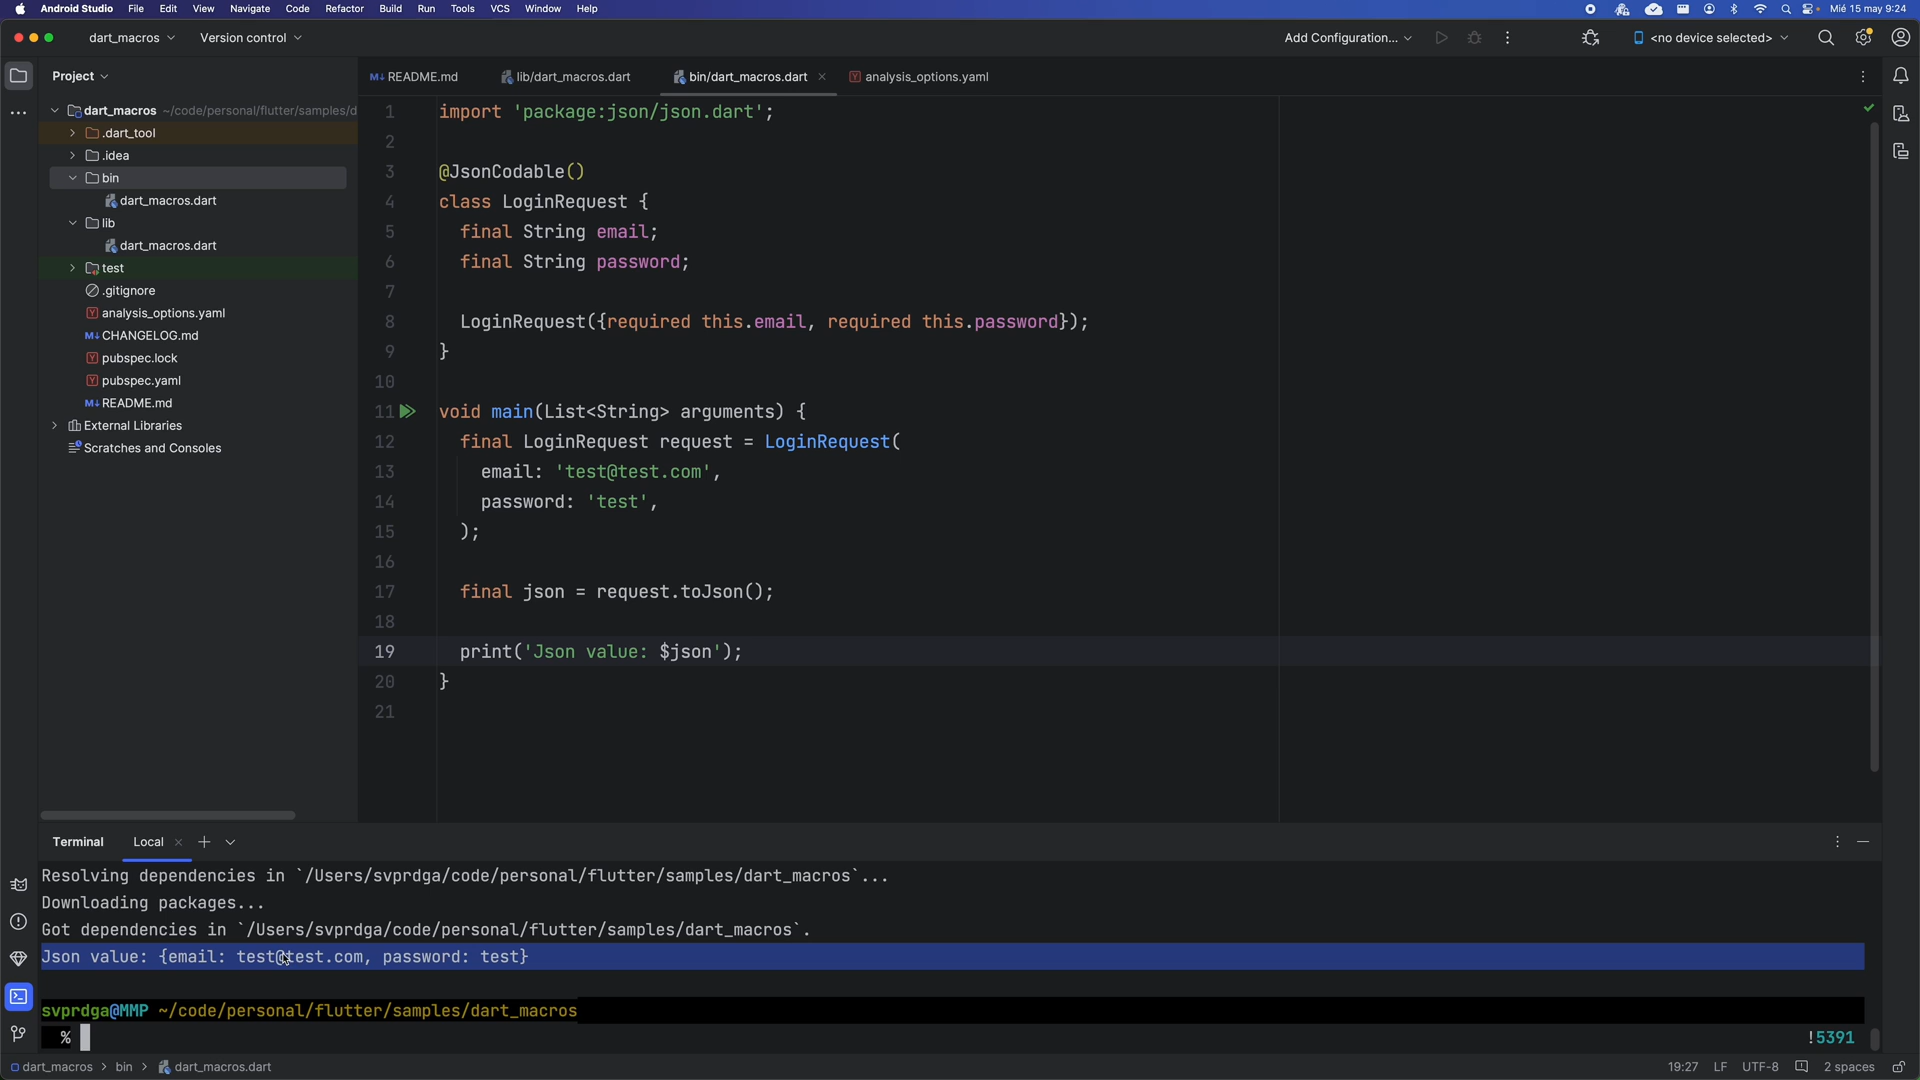 Android Studio File Edit View Navigate Code Refactor Build Run Tools VCS Window Help Mié 15 may 9:24
dart_macros Version control Add Configuration... <no device selected>
Project
README.md lib/dart_macros.dart bin/dart_macros.dart analysis_options.yaml
dart_macros ~/code/personal/flutter/samples/d
.dart_tool
.idea
bin
dart_macros.dart
lib
dart_macros.dart
test
.gitignore
analysis_options.yaml
CHANGELOG.md
pubspec.lock
pubspec.yaml
README.md
External Libraries
Scratches and Consoles
1 import 'package:json/json.dart';
2
3 @JsonCodable()
4 class LoginRequest {
5 final String email;
6 final String password;
7
8 LoginRequest({required this.email, required this.password});
9 }
10
11 void main(List<String> arguments) {
12 final LoginRequest request = LoginRequest(
13 email: 'test@test.com',
14 password: 'test',
15 );
16
17 final json = request.toJson();
18
19 print('Json value: $json');
20 }
21
Terminal Local
Resolving dependencies in `/Users/svprdga/code/personal/flutter/samples/dart_macros`...
Downloading packages...
Got dependencies in `/Users/svprdga/code/personal/flutter/samples/dart_macros`.
Json value: {email: test@test.com, password: test}
svprdga@MMP ~/code/personal/flutter/samples/dart_macros
% !5391
dart_macros > bin > dart_macros.dart 19:27 LF UTF-8 2 spaces